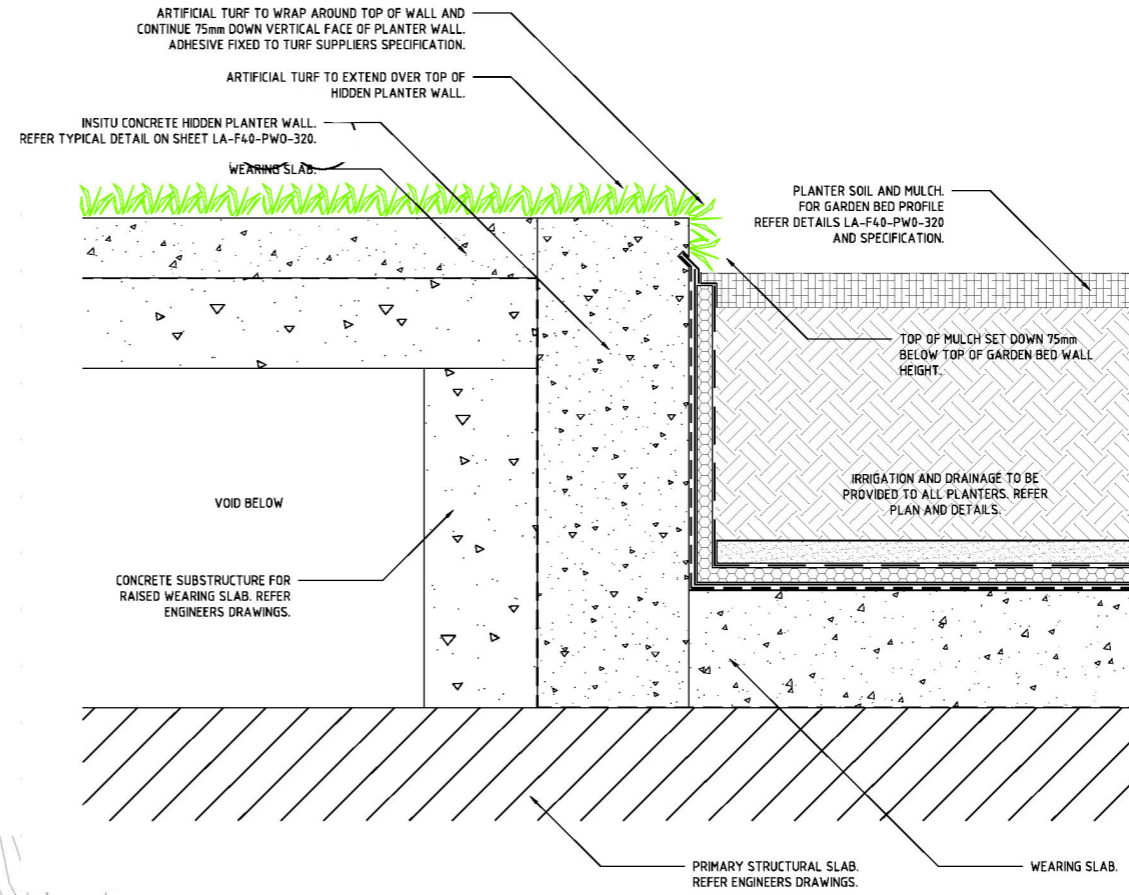 ARTIFICIAL TURF TO WRAP AROUND TOP OF WALL AND
CONTINUE 75mm DOWN VERTICAL FACE OF PLANTER WALL.
ADHESIVE FIXED TO TURF SUPPLIERS SPECIFICATION.
ARTIFICIAL TURF TO EXTEND OVER TOP OF
HIDDEN PLANTER WALL.
INSITU CONCRETE HIDDEN PLANTER WALL.
REFER TYPICAL DETAIL ON SHEET LA-F40-PW0-320.
WEARING SLAB.
PLANTER SOIL AND MULCH.
FOR GARDEN BED PROFILE
REFER DETAILS LA-F40-PW0-320
AND SPECIFICATION.
TOP OF MULCH SET DOWN 75mm
BELOW TOP OF GARDEN BED WALL
HEIGHT.
IRRIGATION AND DRAINAGE TO BE
PROVIDED TO ALL PLANTERS. REFER
PLAN AND DETAILS.
VOID BELOW
CONCRETE SUBSTRUCTURE FOR
RAISED WEARING SLAB. REFER
ENGINEERS DRAWINGS.
PRIMARY STRUCTURAL SLAB.
REFER ENGINEERS DRAWINGS.
WEARING SLAB.